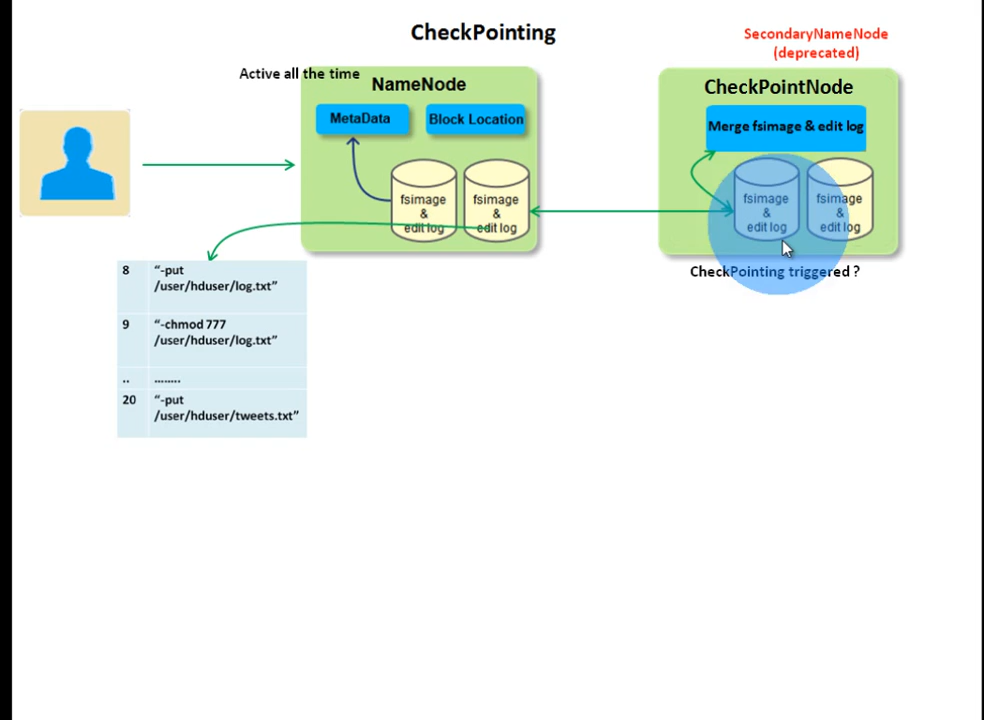 CheckPointing
SecondaryNameNode
(deprecated)
Active all the time
NameNode
MetaData
Block Location
fsimage
&
edit log
fsimage
&
edit log
CheckPointNode
Merge fsimage & edit log
fsimage
&
edit log
fsimage
&
edit log
CheckPointing triggered ?
8 “-put
/user/hduser/log.txt”
9 “-chmod 777
/user/hduser/log.txt”
.. ........
20 “-put
/user/hduser/tweets.txt”